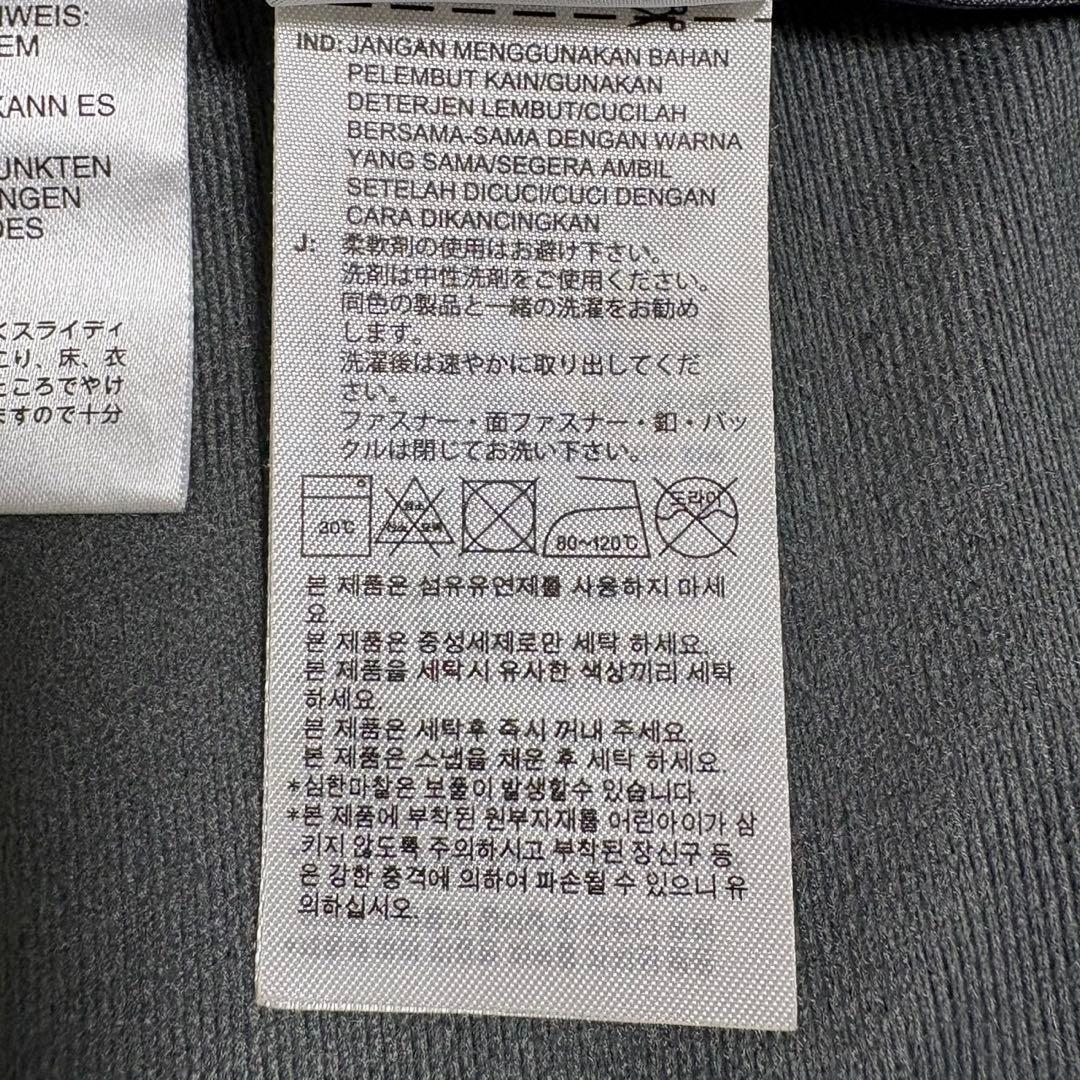 NWEIS:
EM
KANN ES
UNKTEN
NGEN
DES
くスライディ
こり、床、衣
ところでやけ
ますので十分
IND: JANGAN MENGGUNAKAN BAHAN
PELEMBUT KAIN/GUNAKAN
DETERJEN LEMBUT/CUCILAH
BERSAMA-SAMA DENGAN WARNA
YANG SAMA/SEGERA AMBIL
SETELAH DICUCI/CUCI DENGAN
CARA DIKANCINGKAN
J: 柔軟剤の使用はお避け下さい。
洗剤は中性洗剤をご使用ください。
同色の製品と一緒の洗濯をお勧め
します。
洗濯後は速やかに取り出してくだ
さい。
ファスナー・面ファスナー・釦・バッ
クルは閉じてお洗い下さい。
30℃ 염소 산소 표백 80~120℃ 드라이
본 제품은 섬유유연제를 사용하지 마세
요.
본 제품은 중성세제로만 세탁 하세요.
본 제품을 세탁시 유사한 색상끼리 세탁
하세요.
본 제품은 세탁후 즉시 꺼내 주세요.
본 제품은 스냅을 채운 후 세탁 하세요.
*심한마찰은 보풀이 발생할수 있습니다.
*본 제품에 부착된 원부자재를 어린아이가 삼
키지 않도록 주의하시고 부착된 장신구 등
은 강한 충격에 의하여 파손될 수 있으니 유
의하십시오.